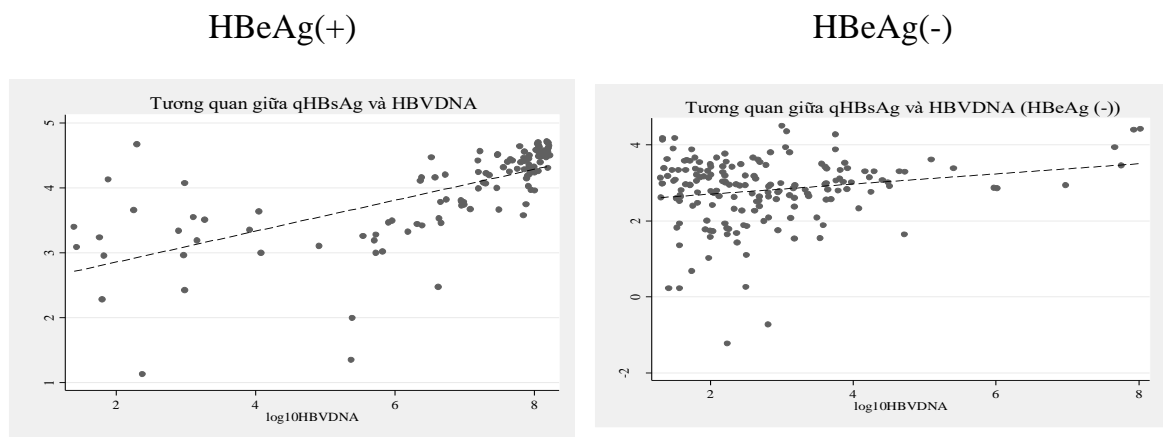 HBeAg(+)
HBeAg(-)
Tương quan giữa qHBsAg và HBVDNA
5
4
3
2
1
2
4
6
8
log10HBVDNA
Tương quan giữa qHBsAg và HBVDNA (HBeAg (-))
4
2
0
-2
2
4
6
8
log10HBVDNA